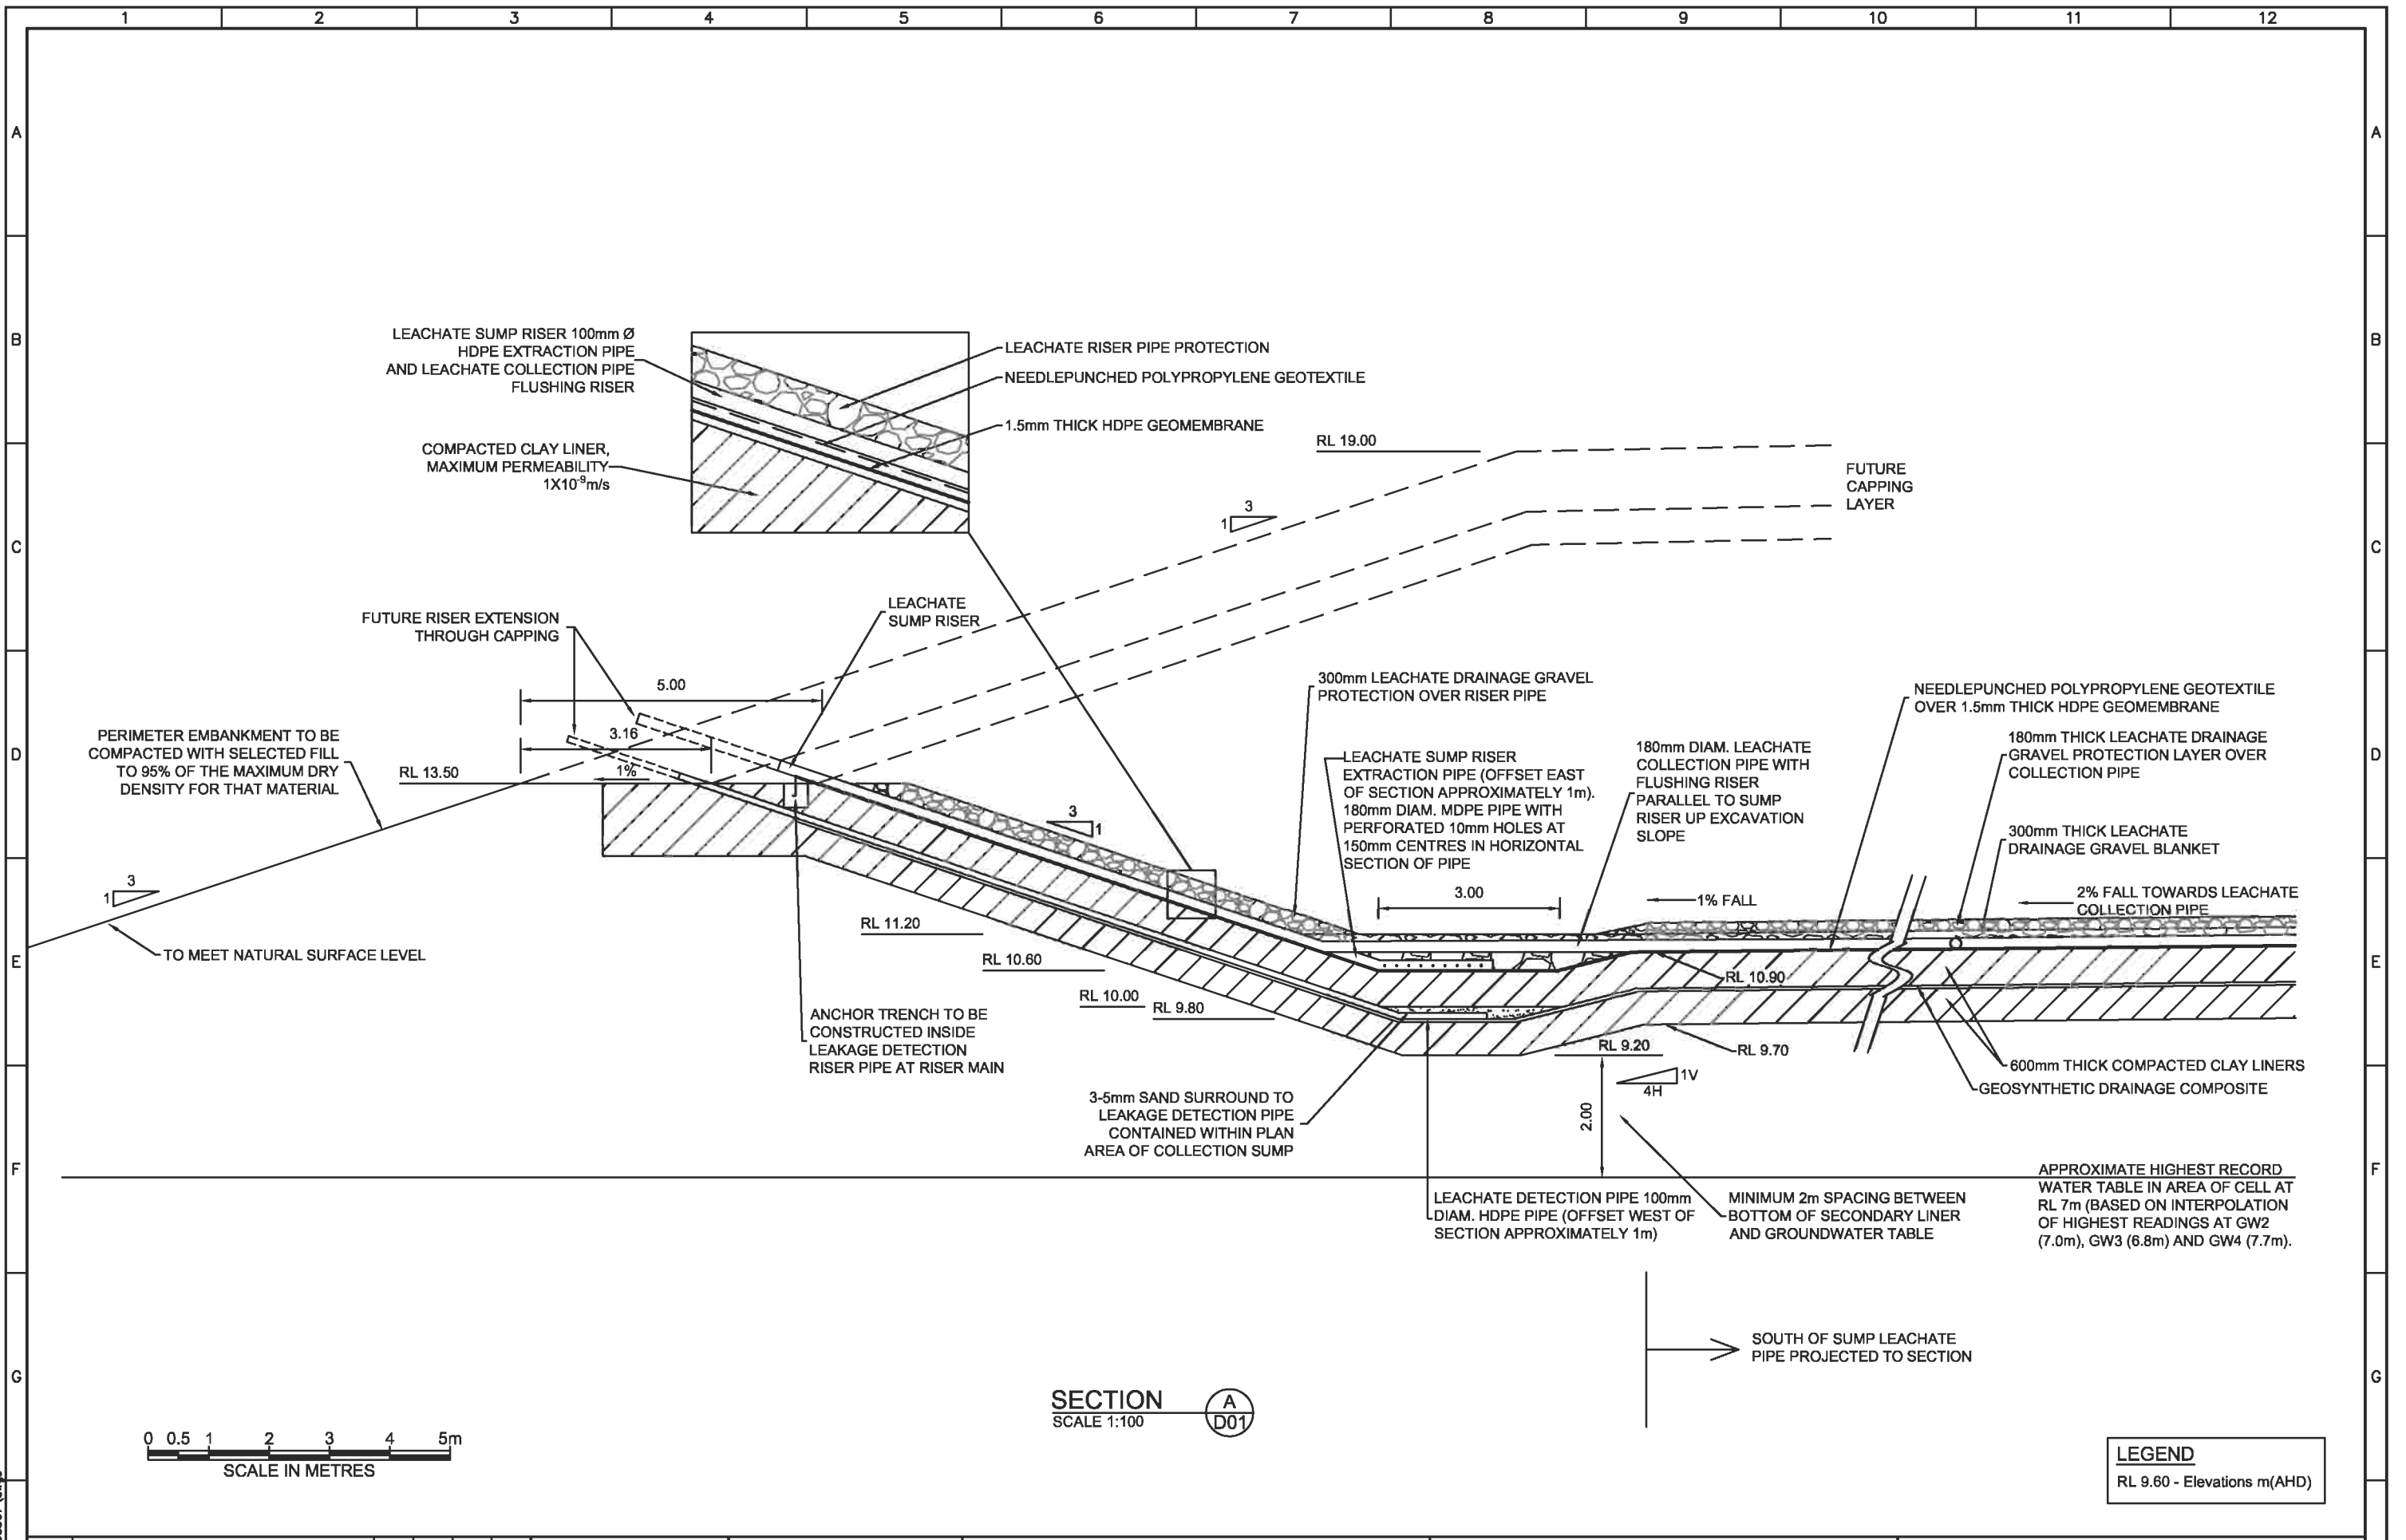 1 2 3 4 5 6 7 8 9 10 11 12
A A
B B
C C
D D
E E
F F
G G
LEACHATE SUMP RISER 100mm Ø
HDPE EXTRACTION PIPE
AND LEACHATE COLLECTION PIPE
FLUSHING RISER
COMPACTED CLAY LINER,
MAXIMUM PERMEABILITY
1X10⁻⁹m/s
LEACHATE RISER PIPE PROTECTION
NEEDLEPUNCHED POLYPROPYLENE GEOTEXTILE
1.5mm THICK HDPE GEOMEMBRANE
RL 19.00
FUTURE
CAPPING
LAYER
3
1
FUTURE RISER EXTENSION
THROUGH CAPPING
LEACHATE
SUMP RISER
5.00
3.16
1%
PERIMETER EMBANKMENT TO BE
COMPACTED WITH SELECTED FILL
TO 95% OF THE MAXIMUM DRY
DENSITY FOR THAT MATERIAL
RL 13.50
3
1
TO MEET NATURAL SURFACE LEVEL
3
1
300mm LEACHATE DRAINAGE GRAVEL
PROTECTION OVER RISER PIPE
LEACHATE SUMP RISER
EXTRACTION PIPE (OFFSET EAST
OF SECTION APPROXIMATELY 1m).
180mm DIAM. MDPE PIPE WITH
PERFORATED 10mm HOLES AT
150mm CENTRES IN HORIZONTAL
SECTION OF PIPE
180mm DIAM. LEACHATE
COLLECTION PIPE WITH
FLUSHING RISER
PARALLEL TO SUMP
RISER UP EXCAVATION
SLOPE
NEEDLEPUNCHED POLYPROPYLENE GEOTEXTILE
OVER 1.5mm THICK HDPE GEOMEMBRANE
180mm THICK LEACHATE DRAINAGE
GRAVEL PROTECTION LAYER OVER
COLLECTION PIPE
300mm THICK LEACHATE
DRAINAGE GRAVEL BLANKET
3.00
1% FALL
2% FALL TOWARDS LEACHATE
COLLECTION PIPE
RL 11.20
RL 10.60
RL 10.00
RL 9.80
RL 10.90
RL 9.20
RL 9.70
ANCHOR TRENCH TO BE
CONSTRUCTED INSIDE
LEAKAGE DETECTION
RISER PIPE AT RISER MAIN
600mm THICK COMPACTED CLAY LINERS
GEOSYNTHETIC DRAINAGE COMPOSITE
1V
4H
2.00
3-5mm SAND SURROUND TO
LEAKAGE DETECTION PIPE
CONTAINED WITHIN PLAN
AREA OF COLLECTION SUMP
LEACHATE DETECTION PIPE 100mm
DIAM. HDPE PIPE (OFFSET WEST OF
SECTION APPROXIMATELY 1m)
MINIMUM 2m SPACING BETWEEN
BOTTOM OF SECONDARY LINER
AND GROUNDWATER TABLE
APPROXIMATE HIGHEST RECORD
WATER TABLE IN AREA OF CELL AT
RL 7m (BASED ON INTERPOLATION
OF HIGHEST READINGS AT GW2
(7.0m), GW3 (6.8m) AND GW4 (7.7m).
SOUTH OF SUMP LEACHATE
PIPE PROJECTED TO SECTION
SECTION A
SCALE 1:100 D01
0 0.5 1 2 3 4 5m
SCALE IN METRES
LEGEND
RL 9.60 - Elevations m(AHD)